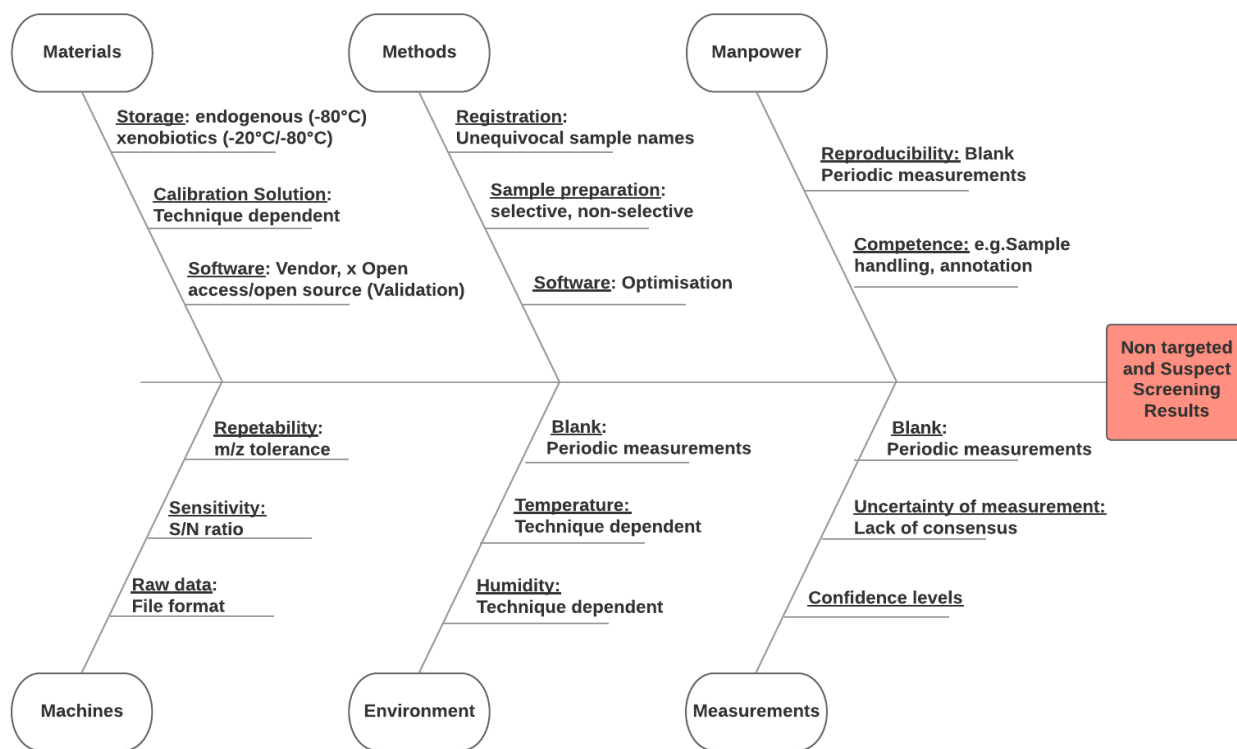 Materials
Methods
Manpower
Storage: endogenous (-80°C)
xenobiotics (-20°C/-80°C)
Calibration Solution:
Technique dependent
Software: Vendor, x Open
access/open source (Validation)
Registration:
Unequivocal sample names
Sample preparation:
selective, non-selective
Software: Optimisation
Reproducibility: Blank
Periodic measurements
Competence: e.g.Sample
handling, annotation
Non targeted
and Suspect
Screening
Results
Repetability:
m/z tolerance
Sensitivity:
S/N ratio
Raw data:
File format
Blank:
Periodic measurements
Temperature:
Technique dependent
Humidity:
Technique dependent
Blank:
Periodic measurements
Uncertainty of measurement:
Lack of consensus
Confidence levels
Machines
Environment
Measurements